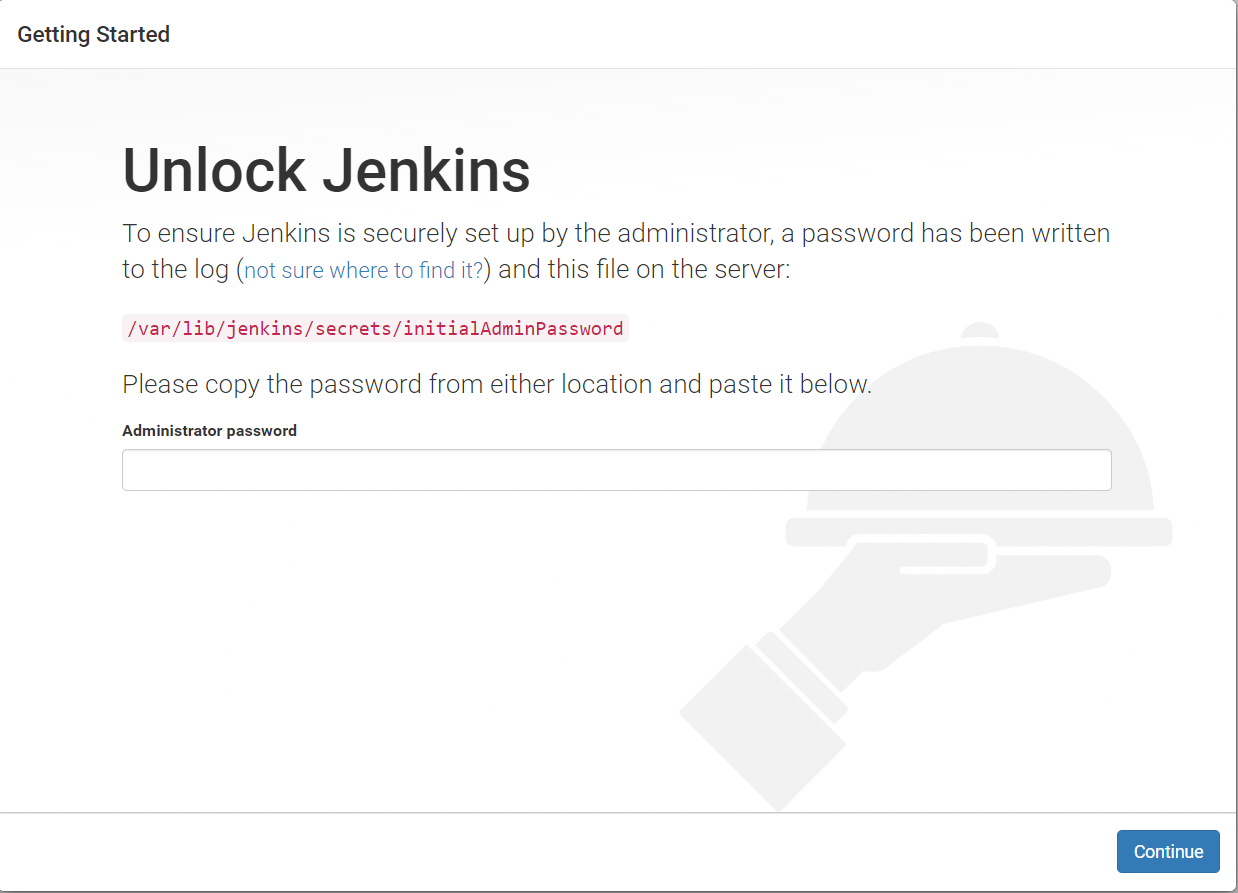 Getting Started
Unlock Jenkins
To ensure Jenkins is securely set up by the administrator, a password has been written
to the log (not sure where to find it?) and this file on the server:
/var/lib/jenkins/secrets/initialAdminPassword
Please copy the password from either location and paste it below.
Administrator password
Continue